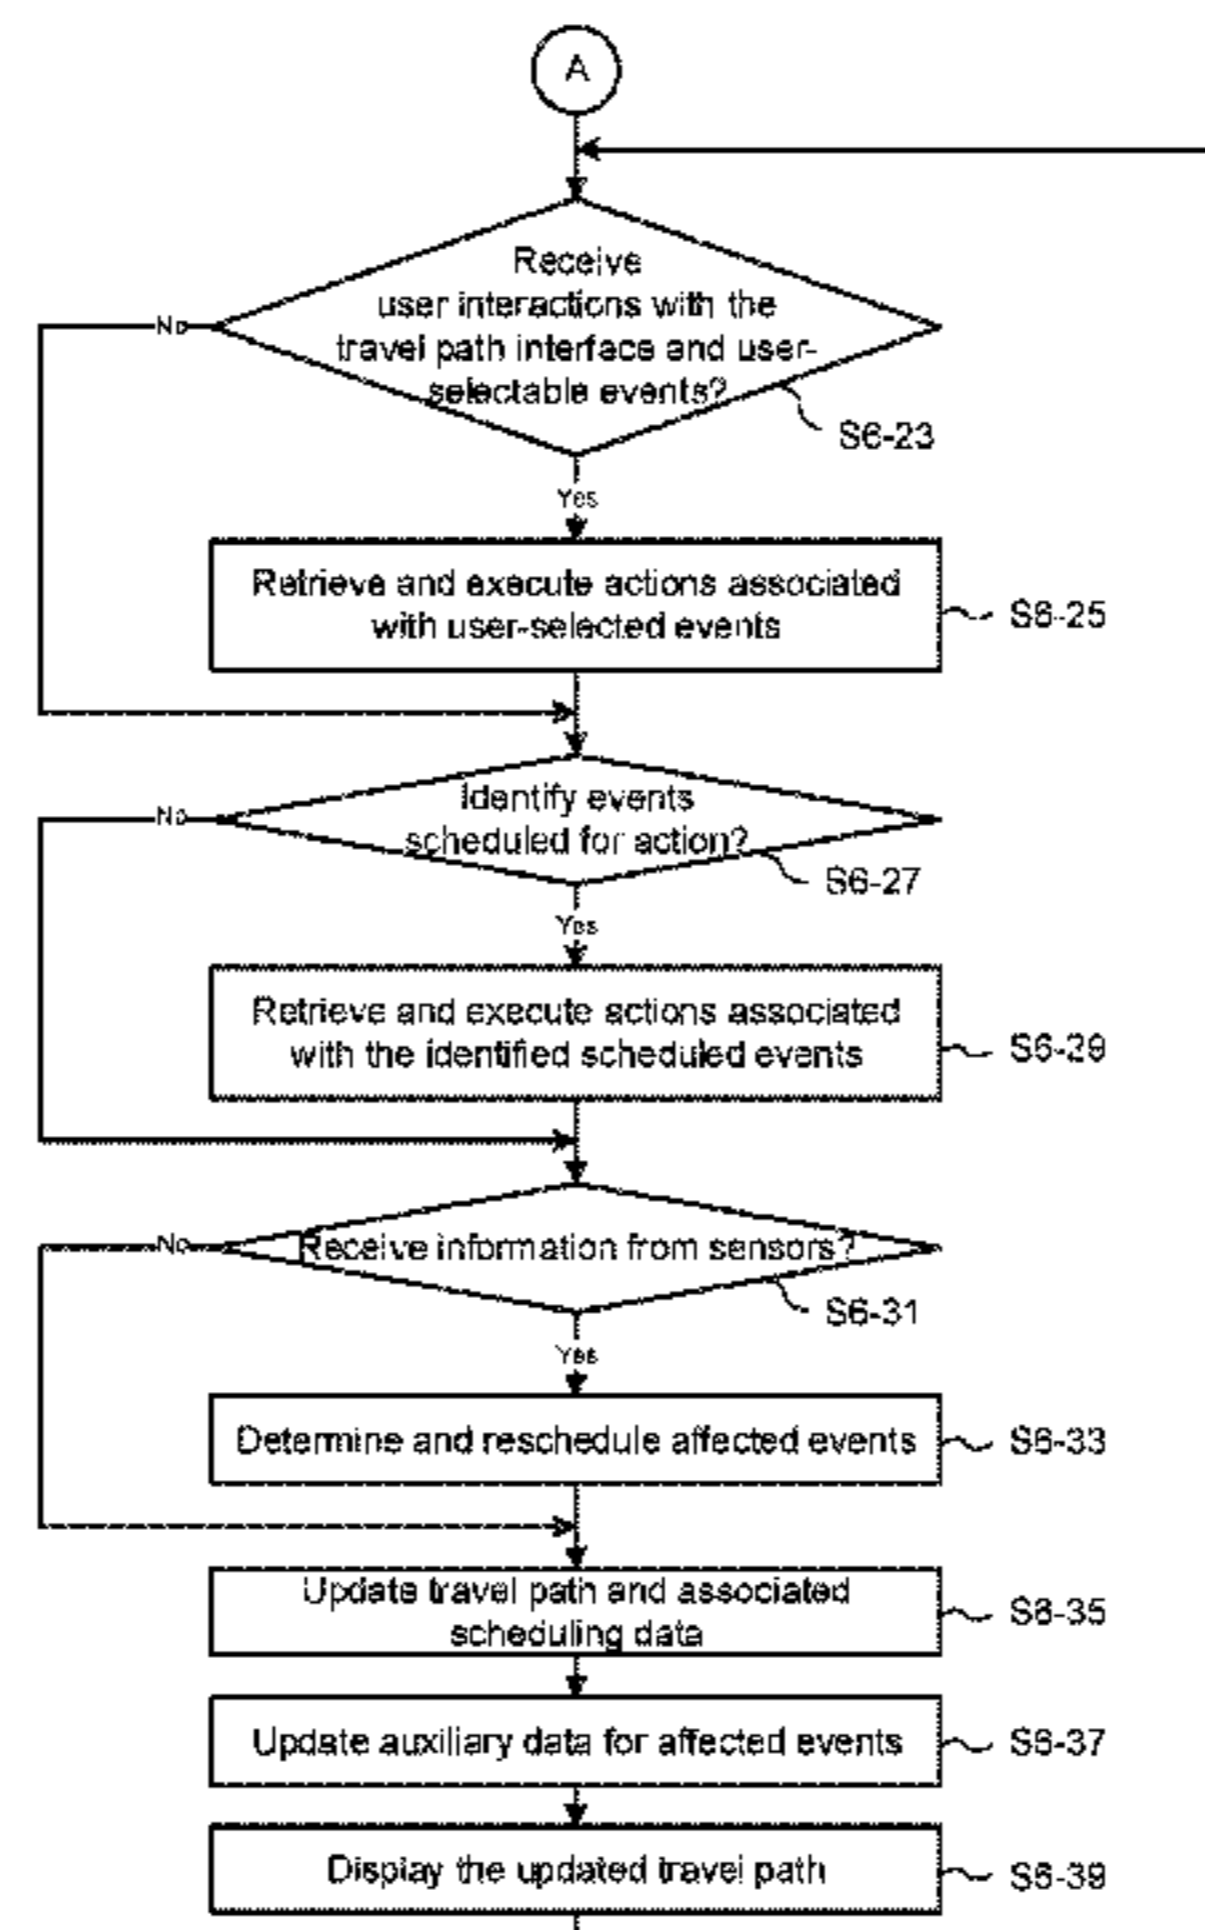 A
Receive
user interactions with the
travel path interface and user-
selectable events?
No
S6-23
Yes
Retrieve and execute actions associated
with user-selected events
S6-25
Identify events
scheduled for action?
No
S6-27
Yes
Retrieve and execute actions associated
with the identified scheduled events
S6-29
Receive information from sensors?
No
S6-31
Yes
Determine and reschedule affected events
S6-33
Update travel path and associated
scheduling data
S6-35
Update auxiliary data for affected events
S6-37
Display the updated travel path
S6-39